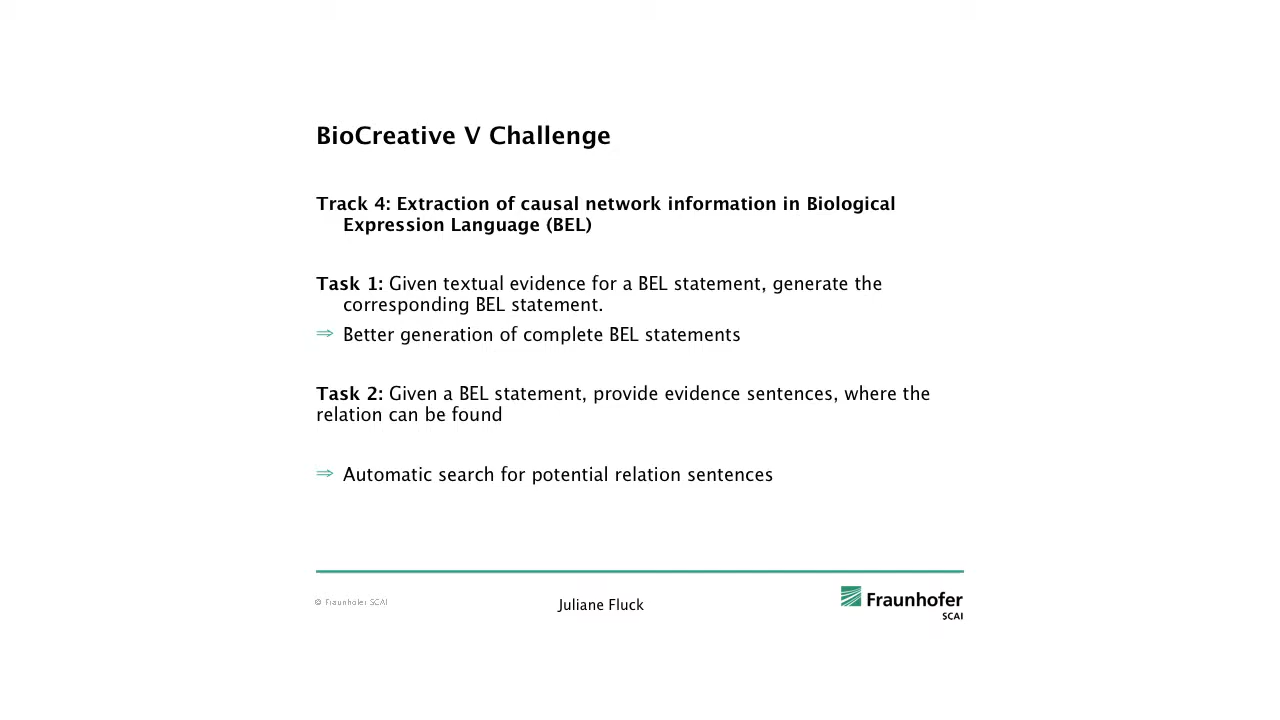 BioCreative V Challenge
Track 4: Extraction of causal network information in Biological
Expression Language (BEL)
Task 1: Given textual evidence for a BEL statement, generate the
corresponding BEL statement.
⇒ Better generation of complete BEL statements
Task 2: Given a BEL statement, provide evidence sentences, where the
relation can be found
⇒ Automatic search for potential relation sentences
© Fraunhofer SCAI
Juliane Fluck
Fraunhofer
SCAI